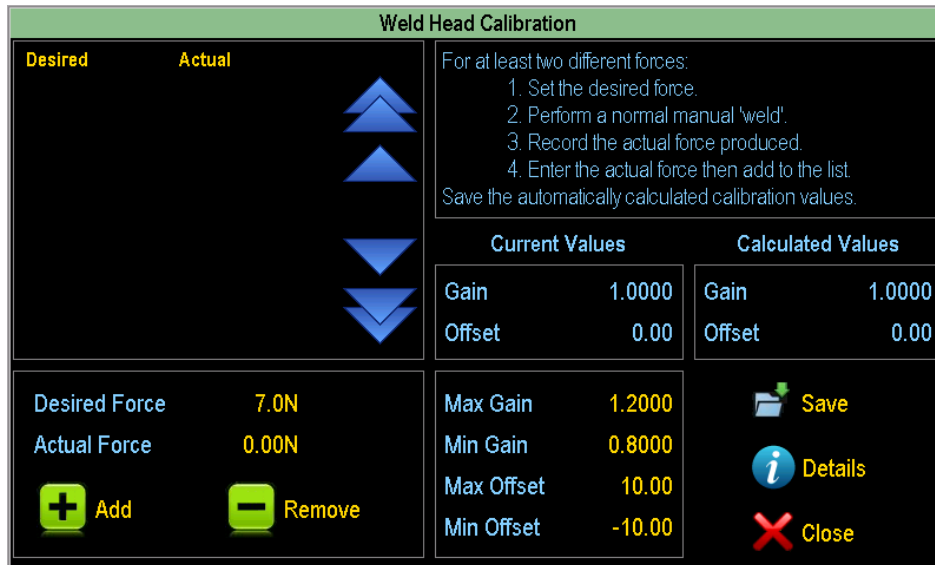 Weld Head Calibration
Desired Actual
For at least two different forces:
1. Set the desired force.
2. Perform a normal manual 'weld'.
3. Record the actual force produced.
4. Enter the actual force then add to the list.
Save the automatically calculated calibration values.
Current Values
Gain 1.0000
Offset 0.00
Calculated Values
Gain 1.0000
Offset 0.00
Desired Force 7.0N
Actual Force 0.00N
Add Remove
Max Gain 1.2000
Min Gain 0.8000
Max Offset 10.00
Min Offset -10.00
Save
Details
Close